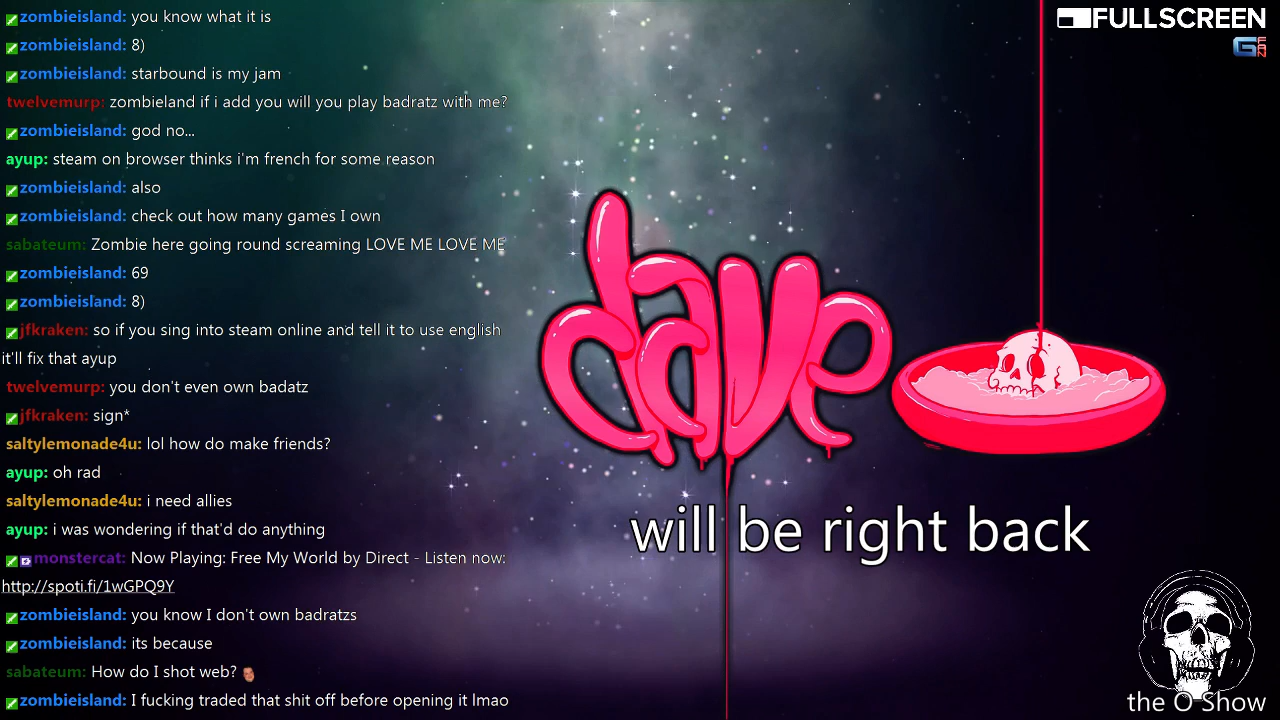 zombieisland: you know what it is
zombieisland: 8)
zombieisland: starbound is my jam
twelvemurp: zombieland if i add you will you play badratz with me?
zombieisland: god no...
ayup: steam on browser thinks i'm french for some reason
zombieisland: also
zombieisland: check out how many games I own
sabateum: Zombie here going round screaming LOVE ME LOVE ME
zombieisland: 69
zombieisland: 8)
jfkraken: so if you sing into steam online and tell it to use english
it'll fix that ayup
twelvemurp: you don't even own badatz
jfkraken: sign*
saltylemonade4u: lol how do make friends?
ayup: oh rad
saltylemonade4u: i need allies
ayup: i was wondering if that'd do anything
monstercat: Now Playing: Free My World by Direct - Listen now:
http://spoti.fi/1wGPQ9Y
zombieisland: you know I don't own badratzs
zombieisland: its because
sabateum: How do I shot web?
zombieisland: I fucking traded that shit off before opening it lmao
FULLSCREEN
G FAN
dave
will be right back
the O Show